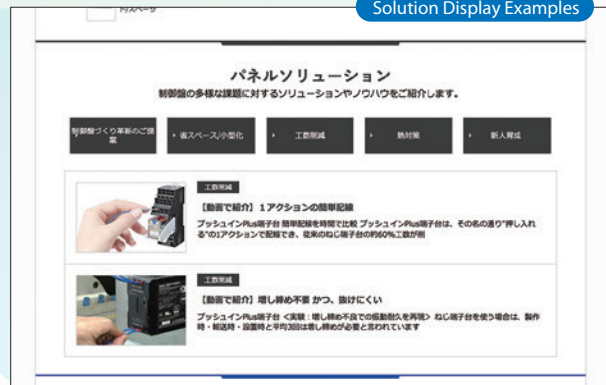 Solution Display Examples
パネルソリューション
制御盤の多様な課題に対するソリューションやノウハウをご紹介します。
制御盤づくり革新のご提
案
省スペース/小型化
工数削減
熱対策
新人育成
工数削減
【動画で紹介】1アクションの簡単配線
プッシュインPlus端子台 簡単配線を時間で比較 プッシュインPlus端子台は、その名の通り"押し入れ
る"の1アクションで配線でき、従来のねじ端子台の約60%工数が削
工数削減
【動画で紹介】増し締め不要 かつ、抜けにくい
プッシュインPlus端子台 <実験：増し締め不良での振動耐久を再現> ねじ端子台を使う場合は、製作
時・輸送時・設置時と平均3回は増し締めが必要と言われています